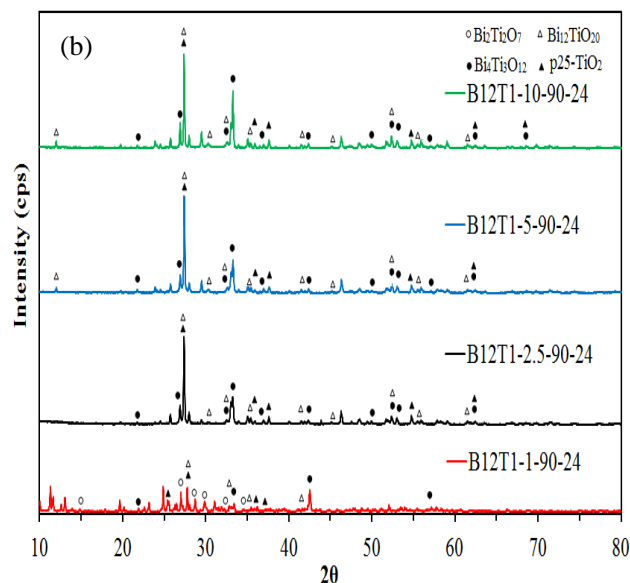 (b)
○ Bi₂Ti₂O₇ △ Bi₁₂TiO₂₀
● Bi₄Ti₃O₁₂ ▲ p25-TiO₂
B12T1-10-90-24
B12T1-5-90-24
B12T1-2.5-90-24
B12T1-1-90-24
Intensity (cps)
10 20 30 40 50 60 70 80
2θ